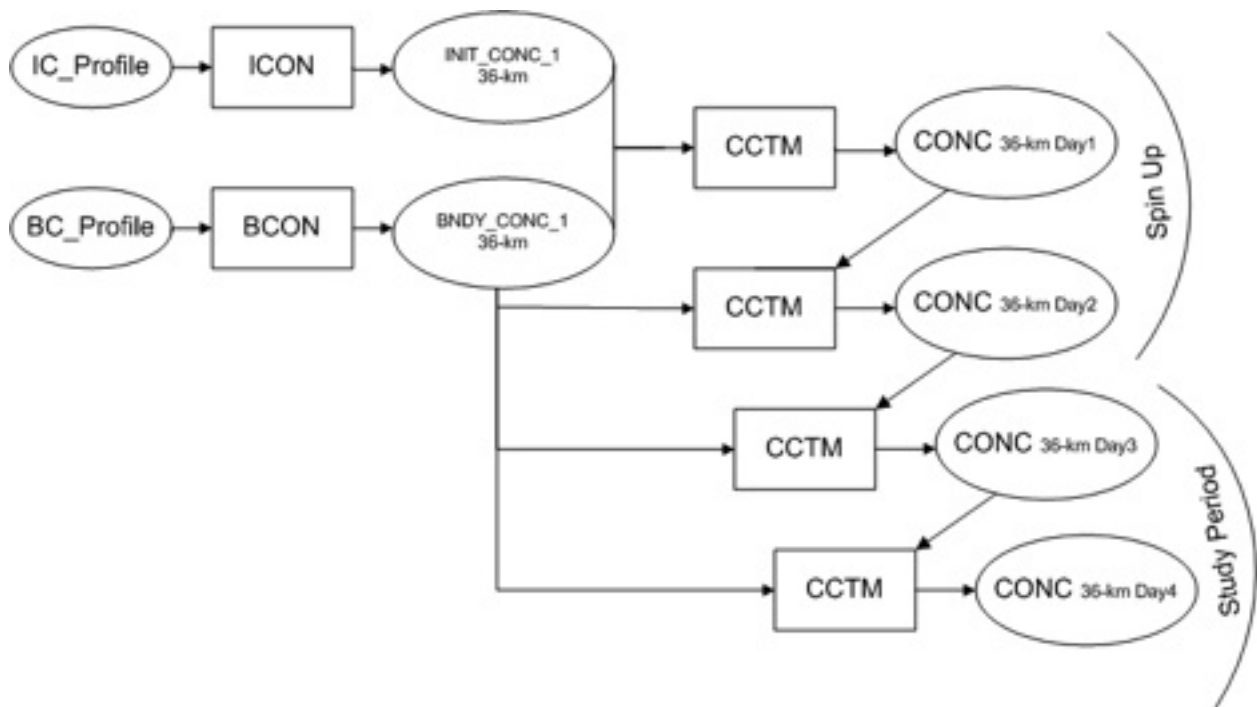 IC_Profile
ICON
INIT_CONC_1
36-km
CCTM
CONC 36-km Day1
Spin Up
BC_Profile
BCON
BNDY_CONC_1
36-km
CCTM
CONC 36-km Day2
CCTM
CONC 36-km Day3
Study Period
CCTM
CONC 36-km Day4